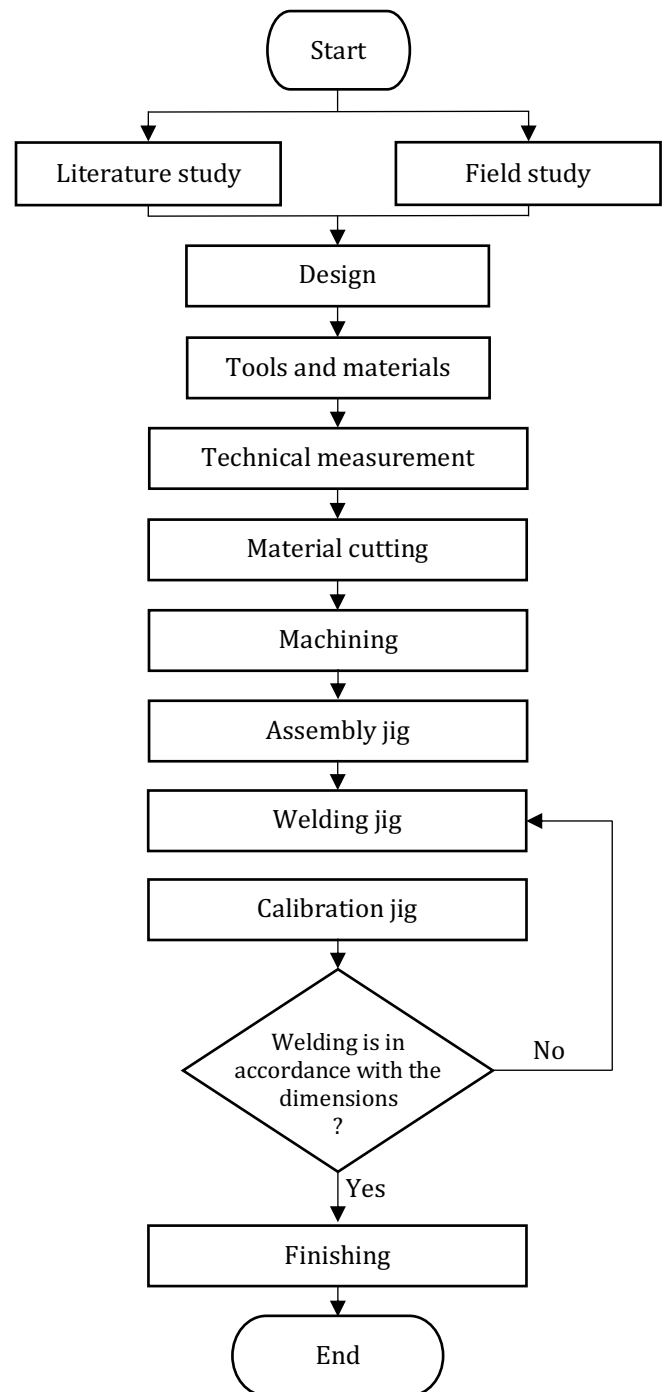 Start
Literature study
Field study
Design
Tools and materials
Technical measurement
Material cutting
Machining
Assembly jig
Welding jig
Calibration jig
Welding is in
accordance with the
dimensions
?
No
Yes
Finishing
End